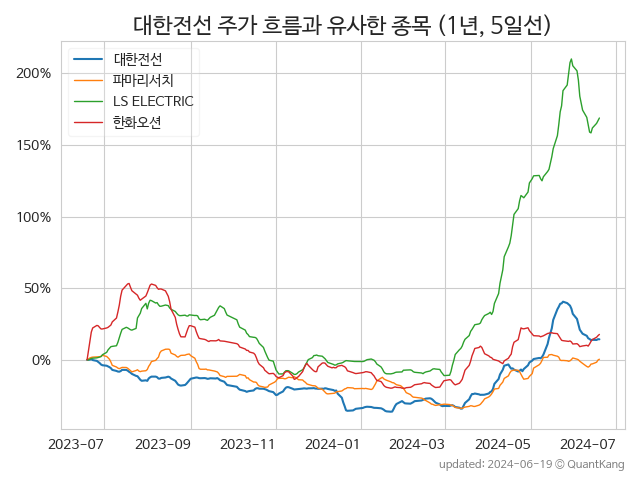 대한전선 주가 흐름과 유사한 종목 (1년, 5일선)
대한전선
파마리서치
LS ELECTRIC
한화오션
200%
150%
100%
50%
0%
2023-07 2023-09 2023-11 2024-01 2024-03 2024-05 2024-07
updated: 2024-06-19 © QuantKang